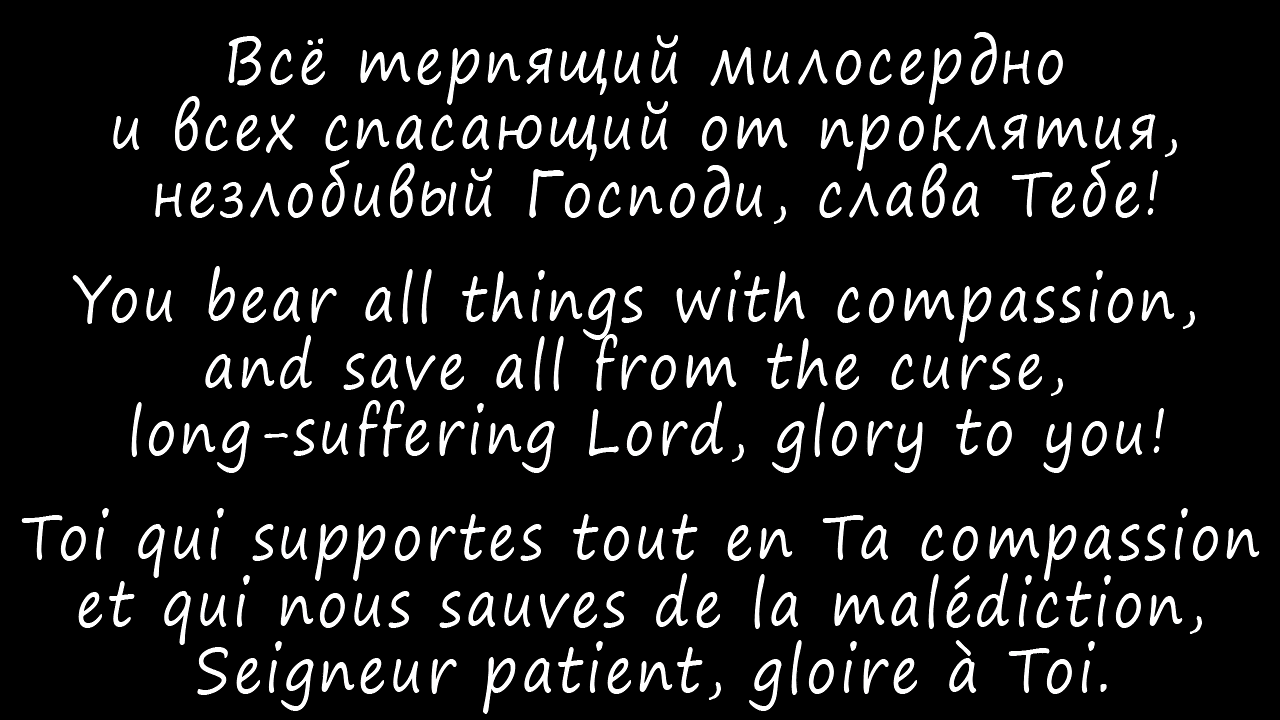 Всё терпящий милосердно
и всех спасающий от проклятия,
незлобивый Господи, слава Тебе!
You bear all things with compassion,
and save all from the curse,
long-suffering Lord, glory to you!
Toi qui supportes tout en Ta compassion
et qui nous sauves de la malédiction,
Seigneur patient, gloire à Toi.